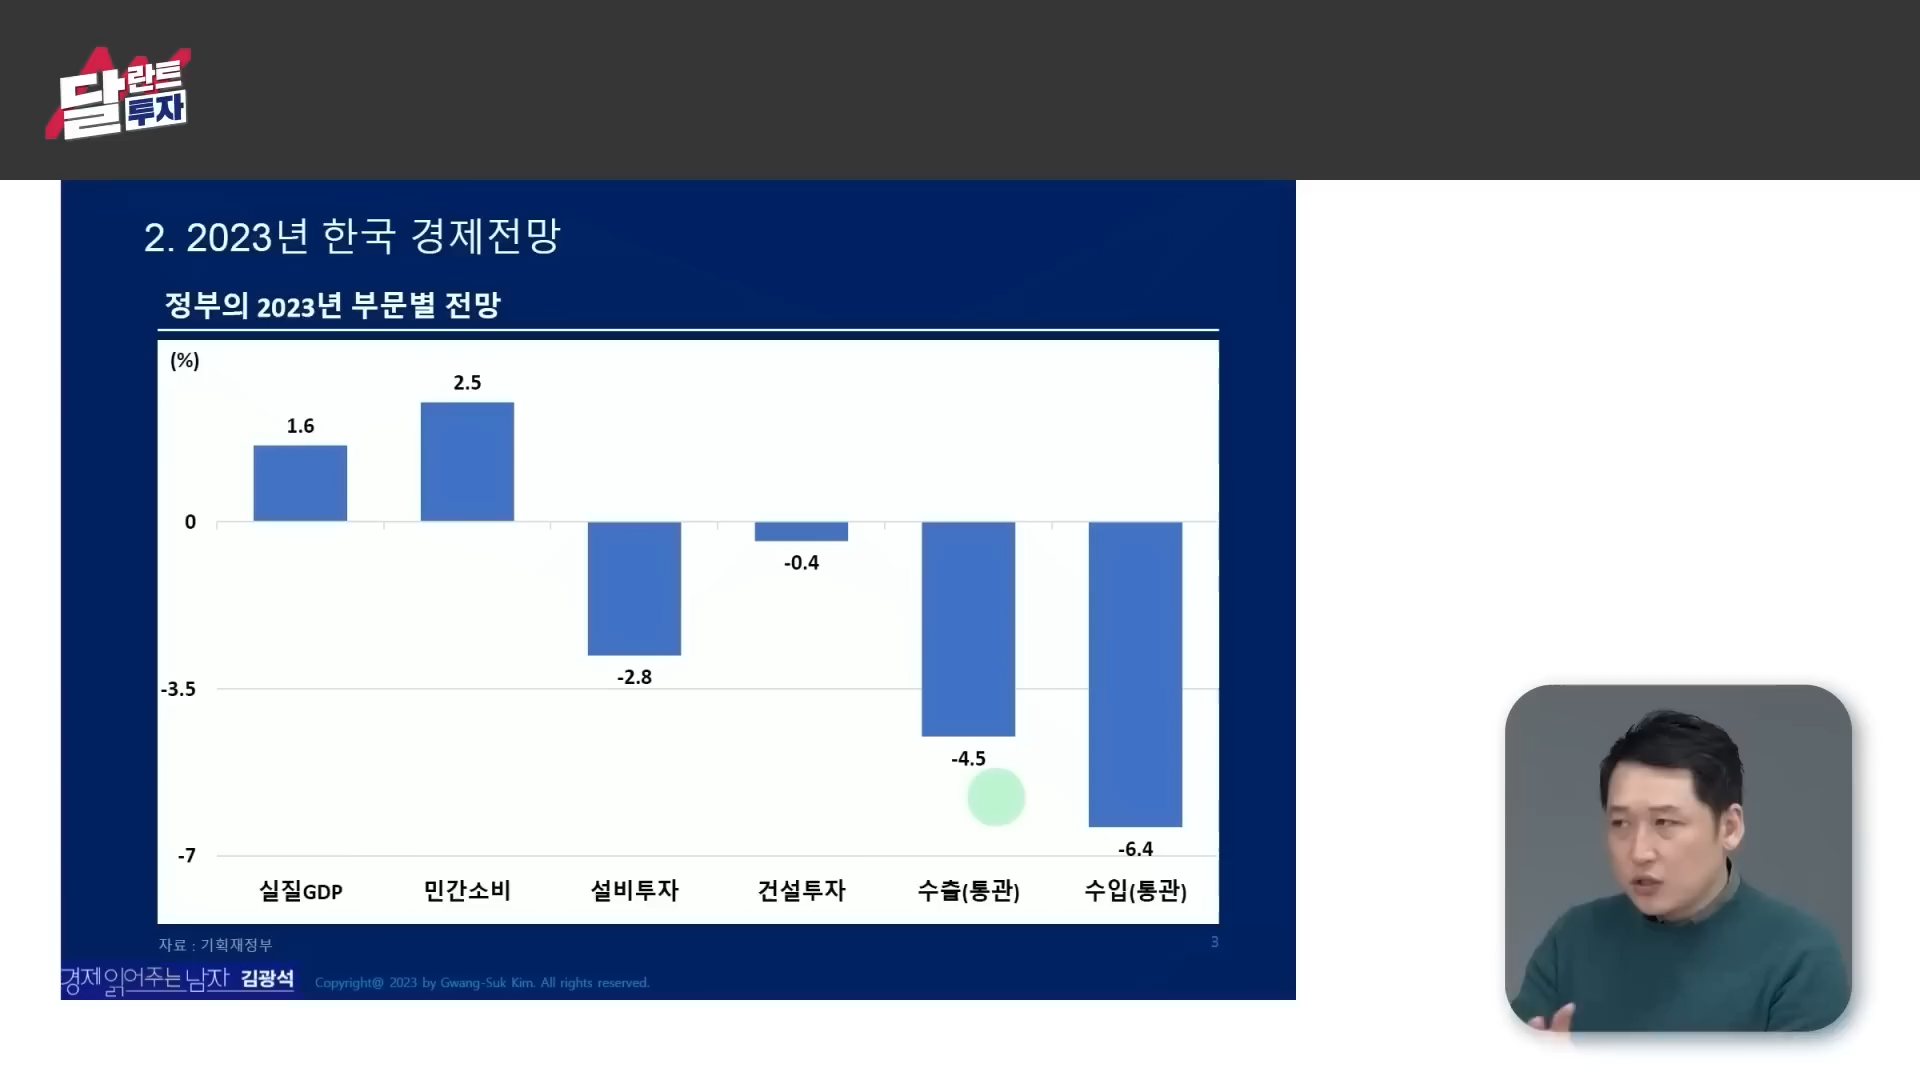 달란트
투자
2. 2023년 한국 경제전망
정부의 2023년 부문별 전망
(%)
2.5
1.6
0
-0.4
-2.8
-3.5
-4.5
-6.4
-7
실질GDP 민간소비 설비투자 건설투자 수출(통관) 수입(통관)
자료 : 기획재정부
3
경제읽어주는남자 김광석
Copyright@ 2023 by Gwang-Suk Kim. All rights reserved.